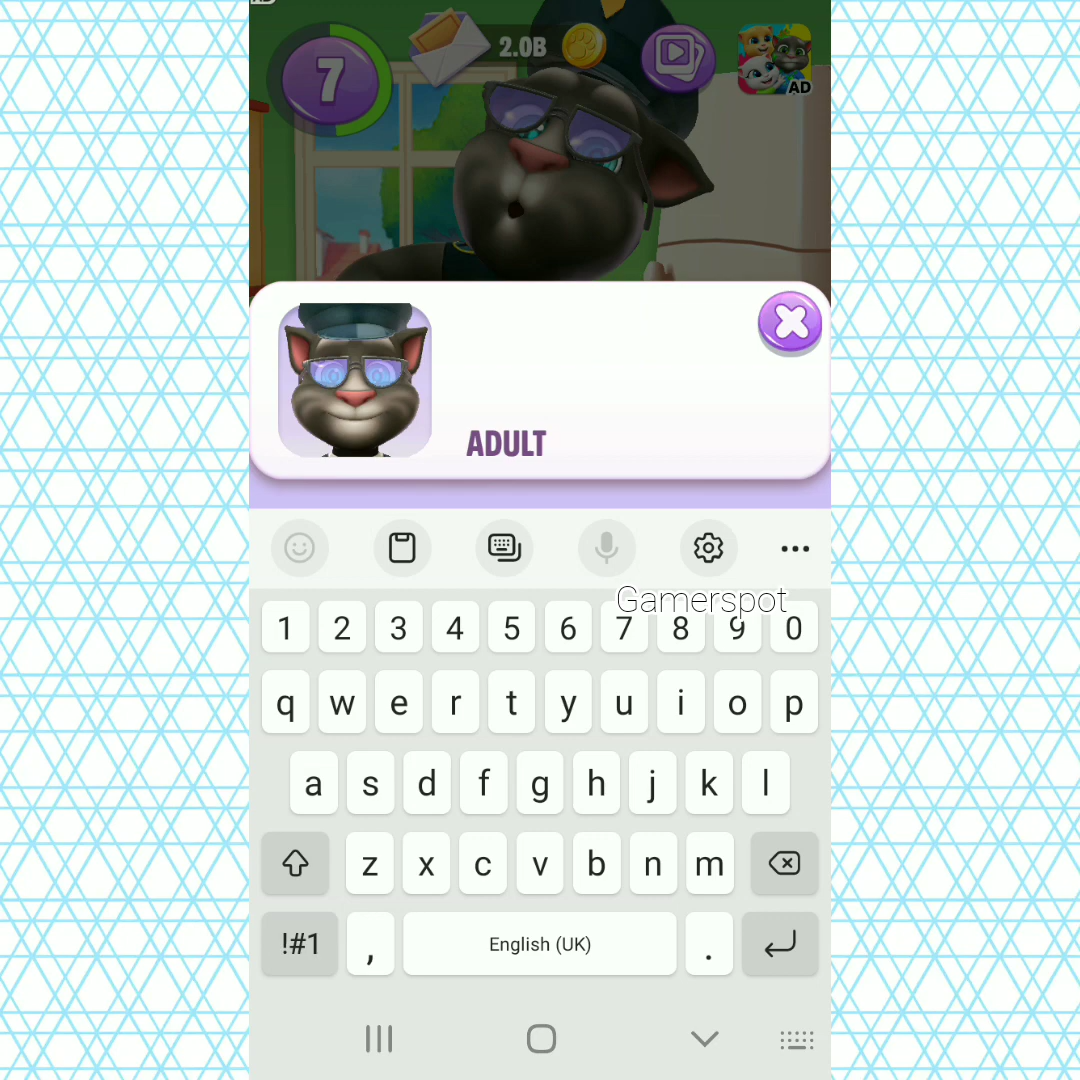 AD
7
2.0B
AD
ADULT
Gamerspot
1 2 3 4 5 6 7 8 9 0
q w e r t y u i o p
a s d f g h j k l
z x c v b n m
!#1 , English (UK) .